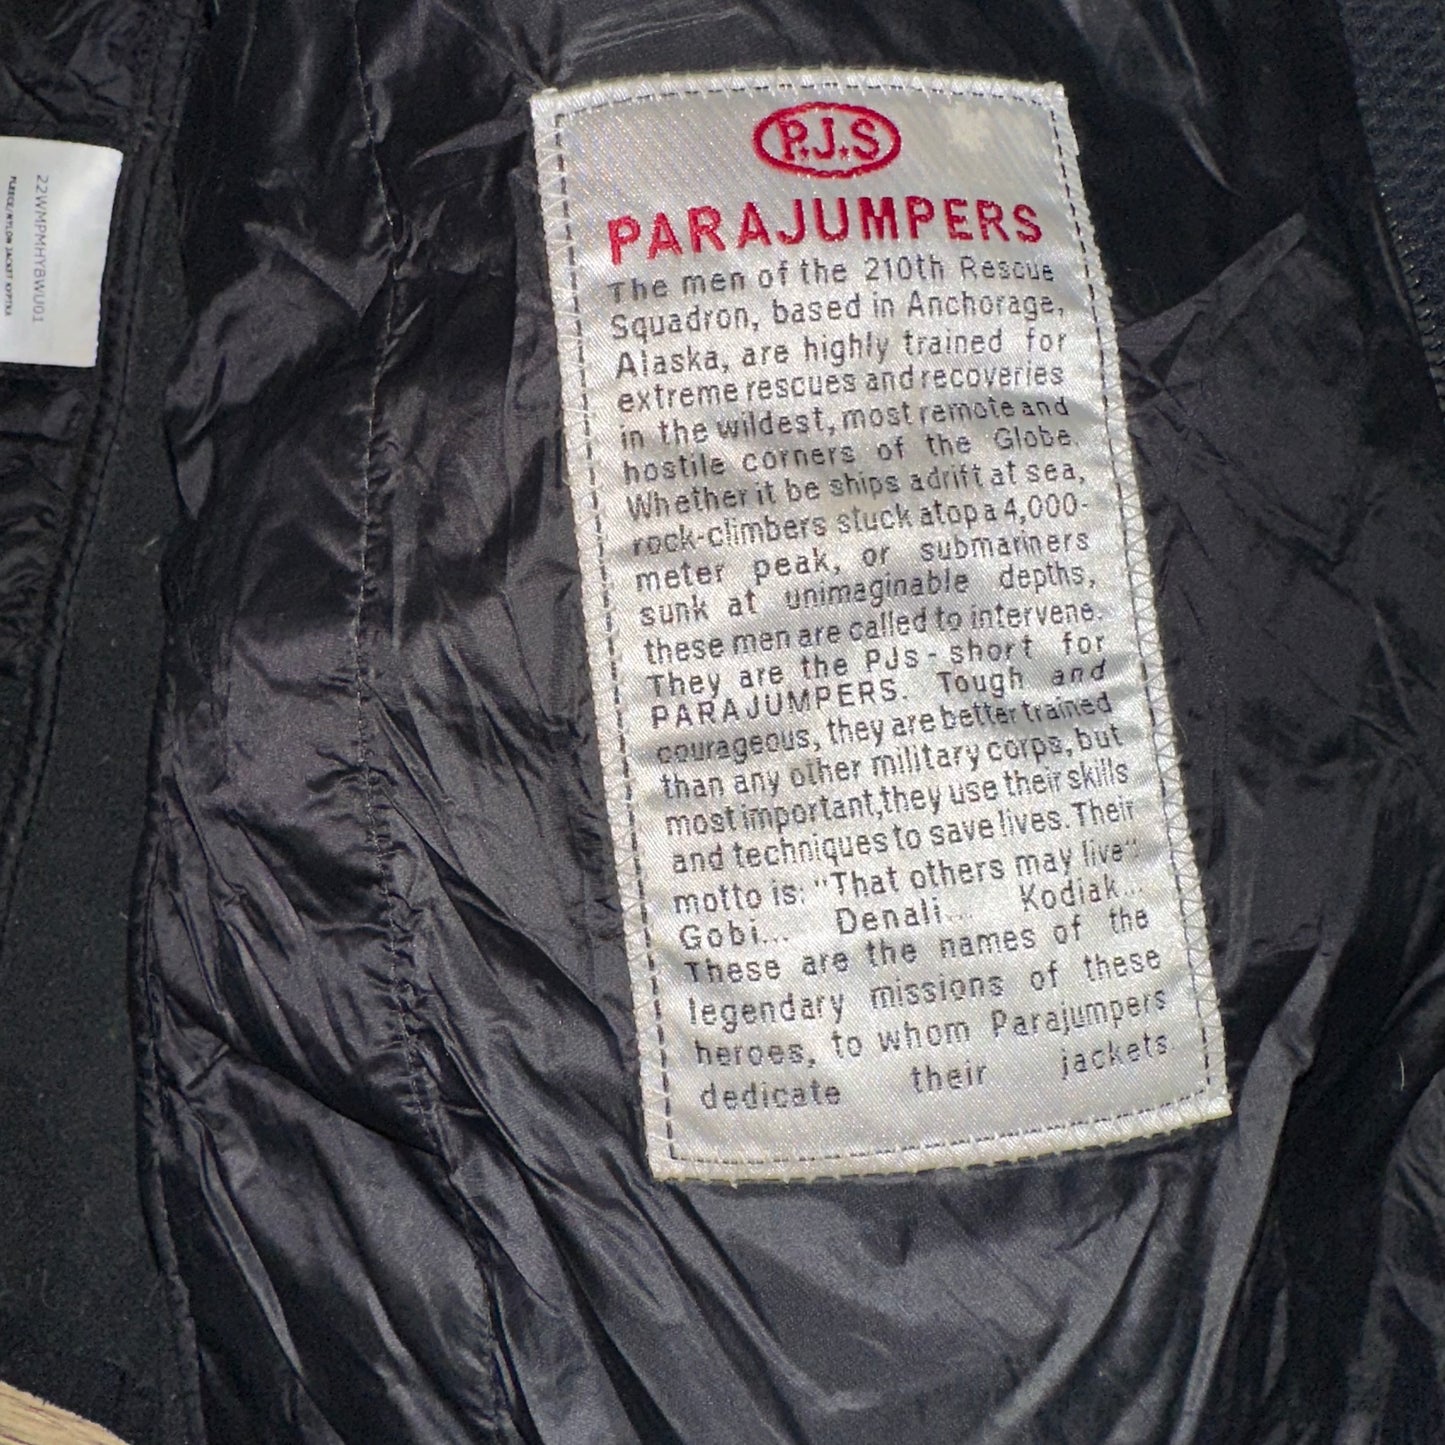 P.J.S
PARAJUMPERS
The men of the 210th Rescue
Squadron, based in Anchorage,
Alaska, are highly trained for
extreme rescues and recoveries
in the wildest, most remote and
hostile corners of the Globe.
Whether it be ships adrift at sea,
rock-climbers stuck atop a 4,000-
meter peak, or submariners
sunk at unimaginable depths,
these men are called to intervene.
They are the PJs - short for
PARAJUMPERS. Tough and
courageous, they are better trained
than any other military corps, but
most important, they use their skills
and techniques to save lives. Their
motto is: "That others may live".
Gobi... Denali... Kodiak...
These are the names of the
legendary missions of these
heroes, to whom Parajumpers
dedicate their jackets
22WMPMHYBWUJ01
FLEECE/NYLON JACKET